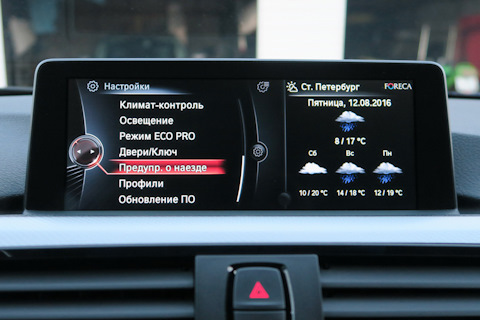 Настройки
Климат-контроль
Освещение
Режим ECO PRO
Двери/Ключ
Предупр. о наезде
Профили
Обновление ПО
Ст. Петербург FORECA
Пятница, 12.08.2016
8 / 17 °C
Сб Вс Пн
10 / 20 °C 14 / 18 °C 12 / 19 °C